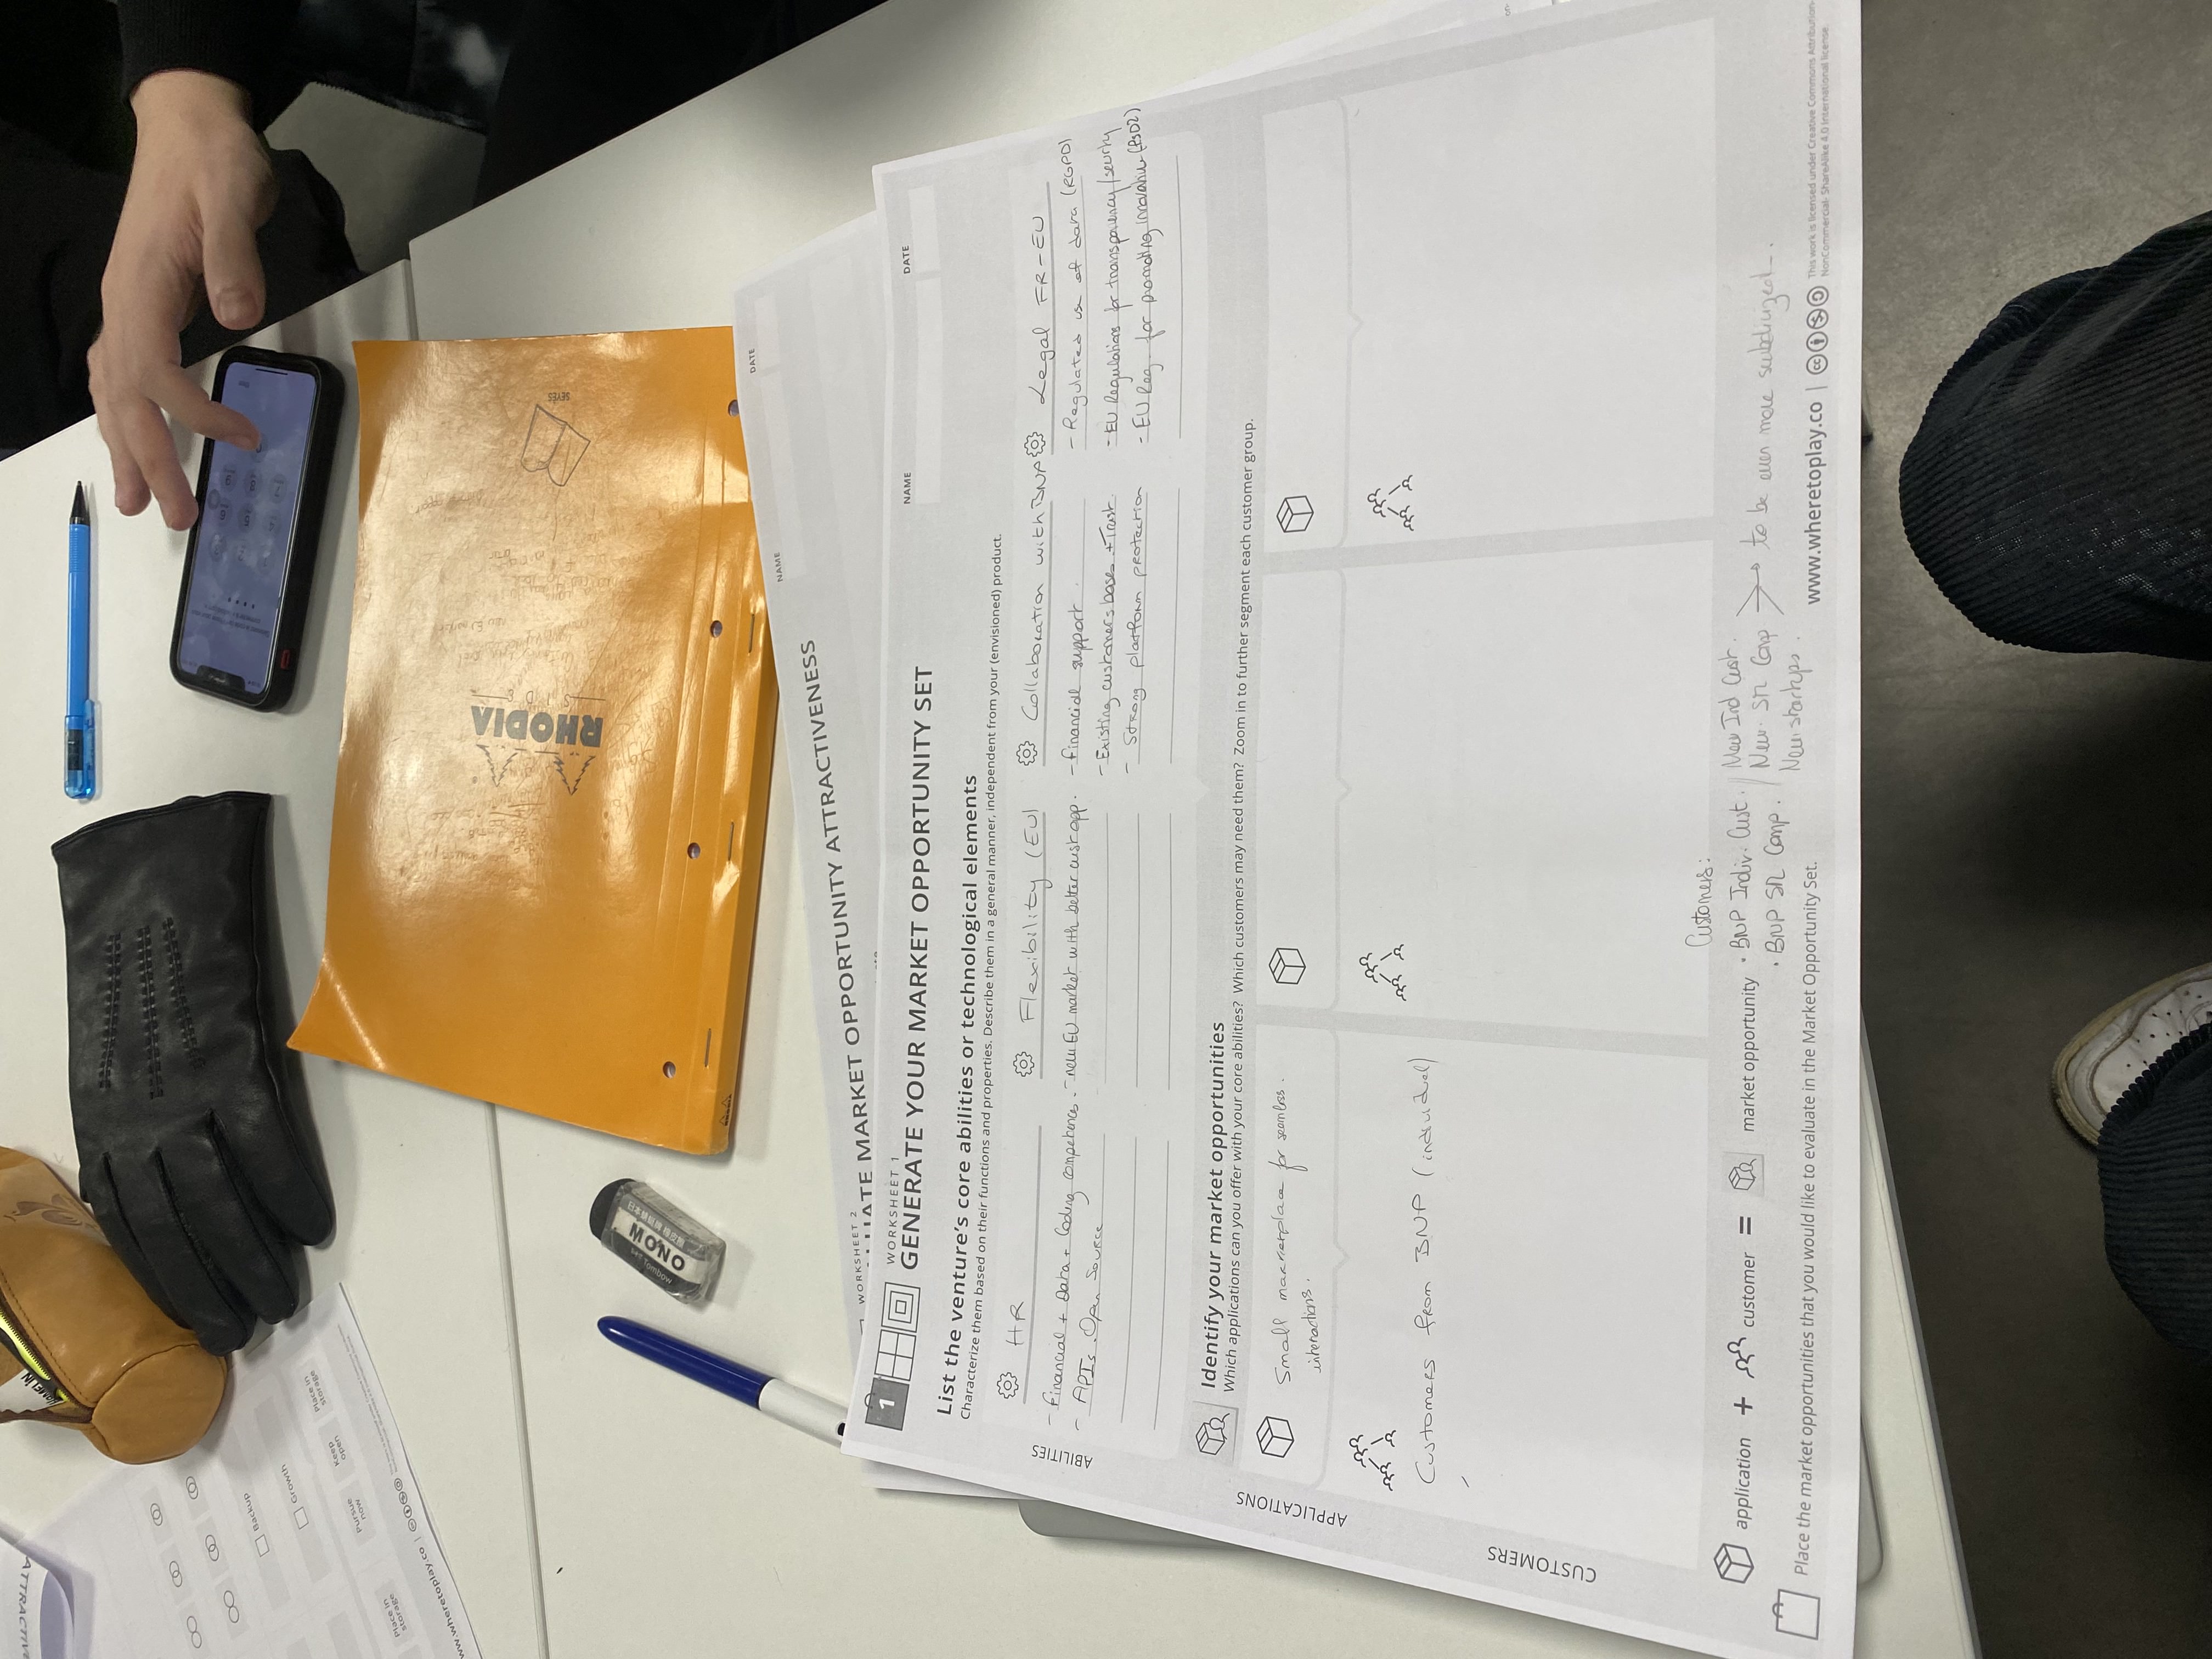 ATTRACTIVE
HOMELIN
Backup
Growth
Place in storage
Keep open
Pursue now
Place in storage
ww.wheretoplay.co
RHODIA
SEYES
MONO
Tombow
RHODIA
WORKSHEET 2
LUATE MARKET OPPORTUNITY ATTRACTIVENESS
NAME
DATE
1
WORKSHEET 1
GENERATE YOUR MARKET OPPORTUNITY SET
NAME
DATE
List the venture's core abilities or technological elements
Characterize them based on their functions and properties. Describe them in a general manner, independent from your (envisioned) product.
ABILITIES
HR
- Financial + Data + Coding competences.
- APIs Open Source
Flexibility (EU)
- new EU market with better cust opp.
Collaboration with BNP
- Financial support
- Existing customers bases + Trust.
- Strong platform protection
Legal FR-EU
- Regulated use of data (RGPD)
- EU Regulations for transparency/security
- EU Reg. for promoting innovation (PSD2)
Identify your market opportunities
Which applications can you offer with your core abilities? Which customers may need them? Zoom in to further segment each customer group.
APPLICATIONS
Small marketplace for seamless
interactions.
CUSTOMERS
Customers from BNP (individual)
Customers:
• BNP Indiv. Cust.
• BNP SM Comp.
New Ind Cust.
New SM Comp
New startups.
to be even more subdivized.
application + customer = market opportunity
Place the market opportunities that you would like to evaluate in the Market Opportunity Set.
www.wheretoplay.co |
This work is licensed under Creative Commons Attribution-
NonCommercial- ShareAlike 4.0 International license.